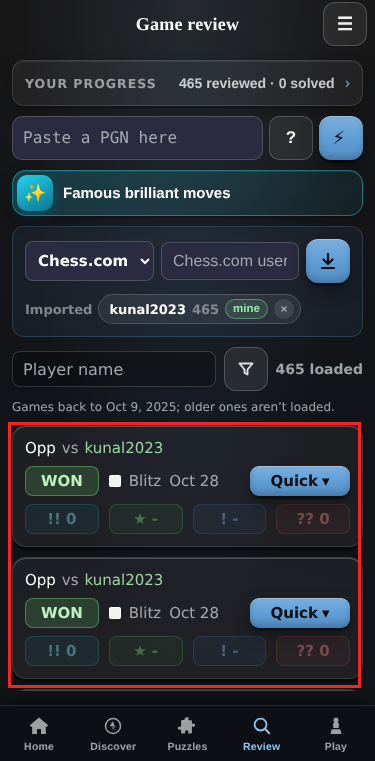 Game review
☰
YOUR PROGRESS 465 reviewed · 0 solved ›
Paste a PGN here ? ⚡
✨ Famous brilliant moves
Chess.com Chess.com user
Imported kunal2023 465 mine ×
Player name 465 loaded
Games back to Oct 9, 2025; older ones aren’t loaded.
Opp vs kunal2023
WON Blitz Oct 28 Quick ▾
!! 0 ★ - ! - ?? 0
Opp vs kunal2023
WON Blitz Oct 28 Quick ▾
!! 0 ★ - ! - ?? 0
Home Discover Puzzles Review Play